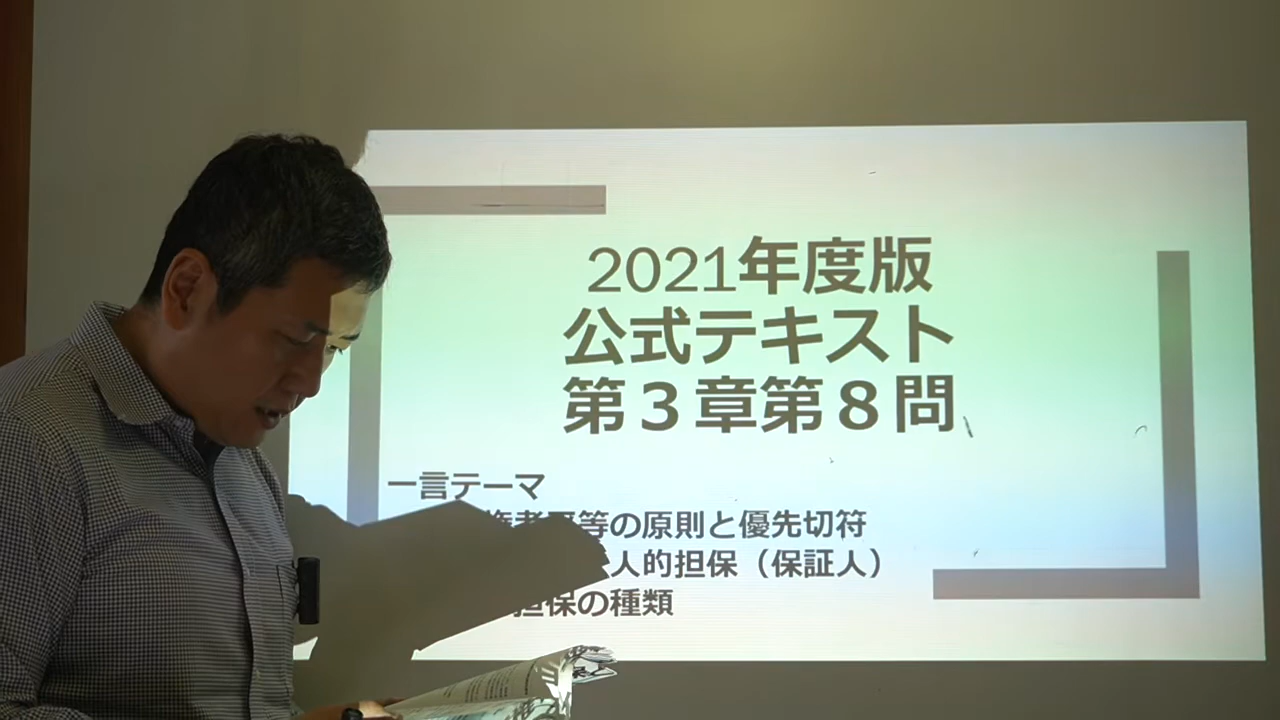 2021年度版
公式テキスト
第３章第８問
一言テーマ
者平等の原則と優先切符
人的担保（保証人）
担保の種類